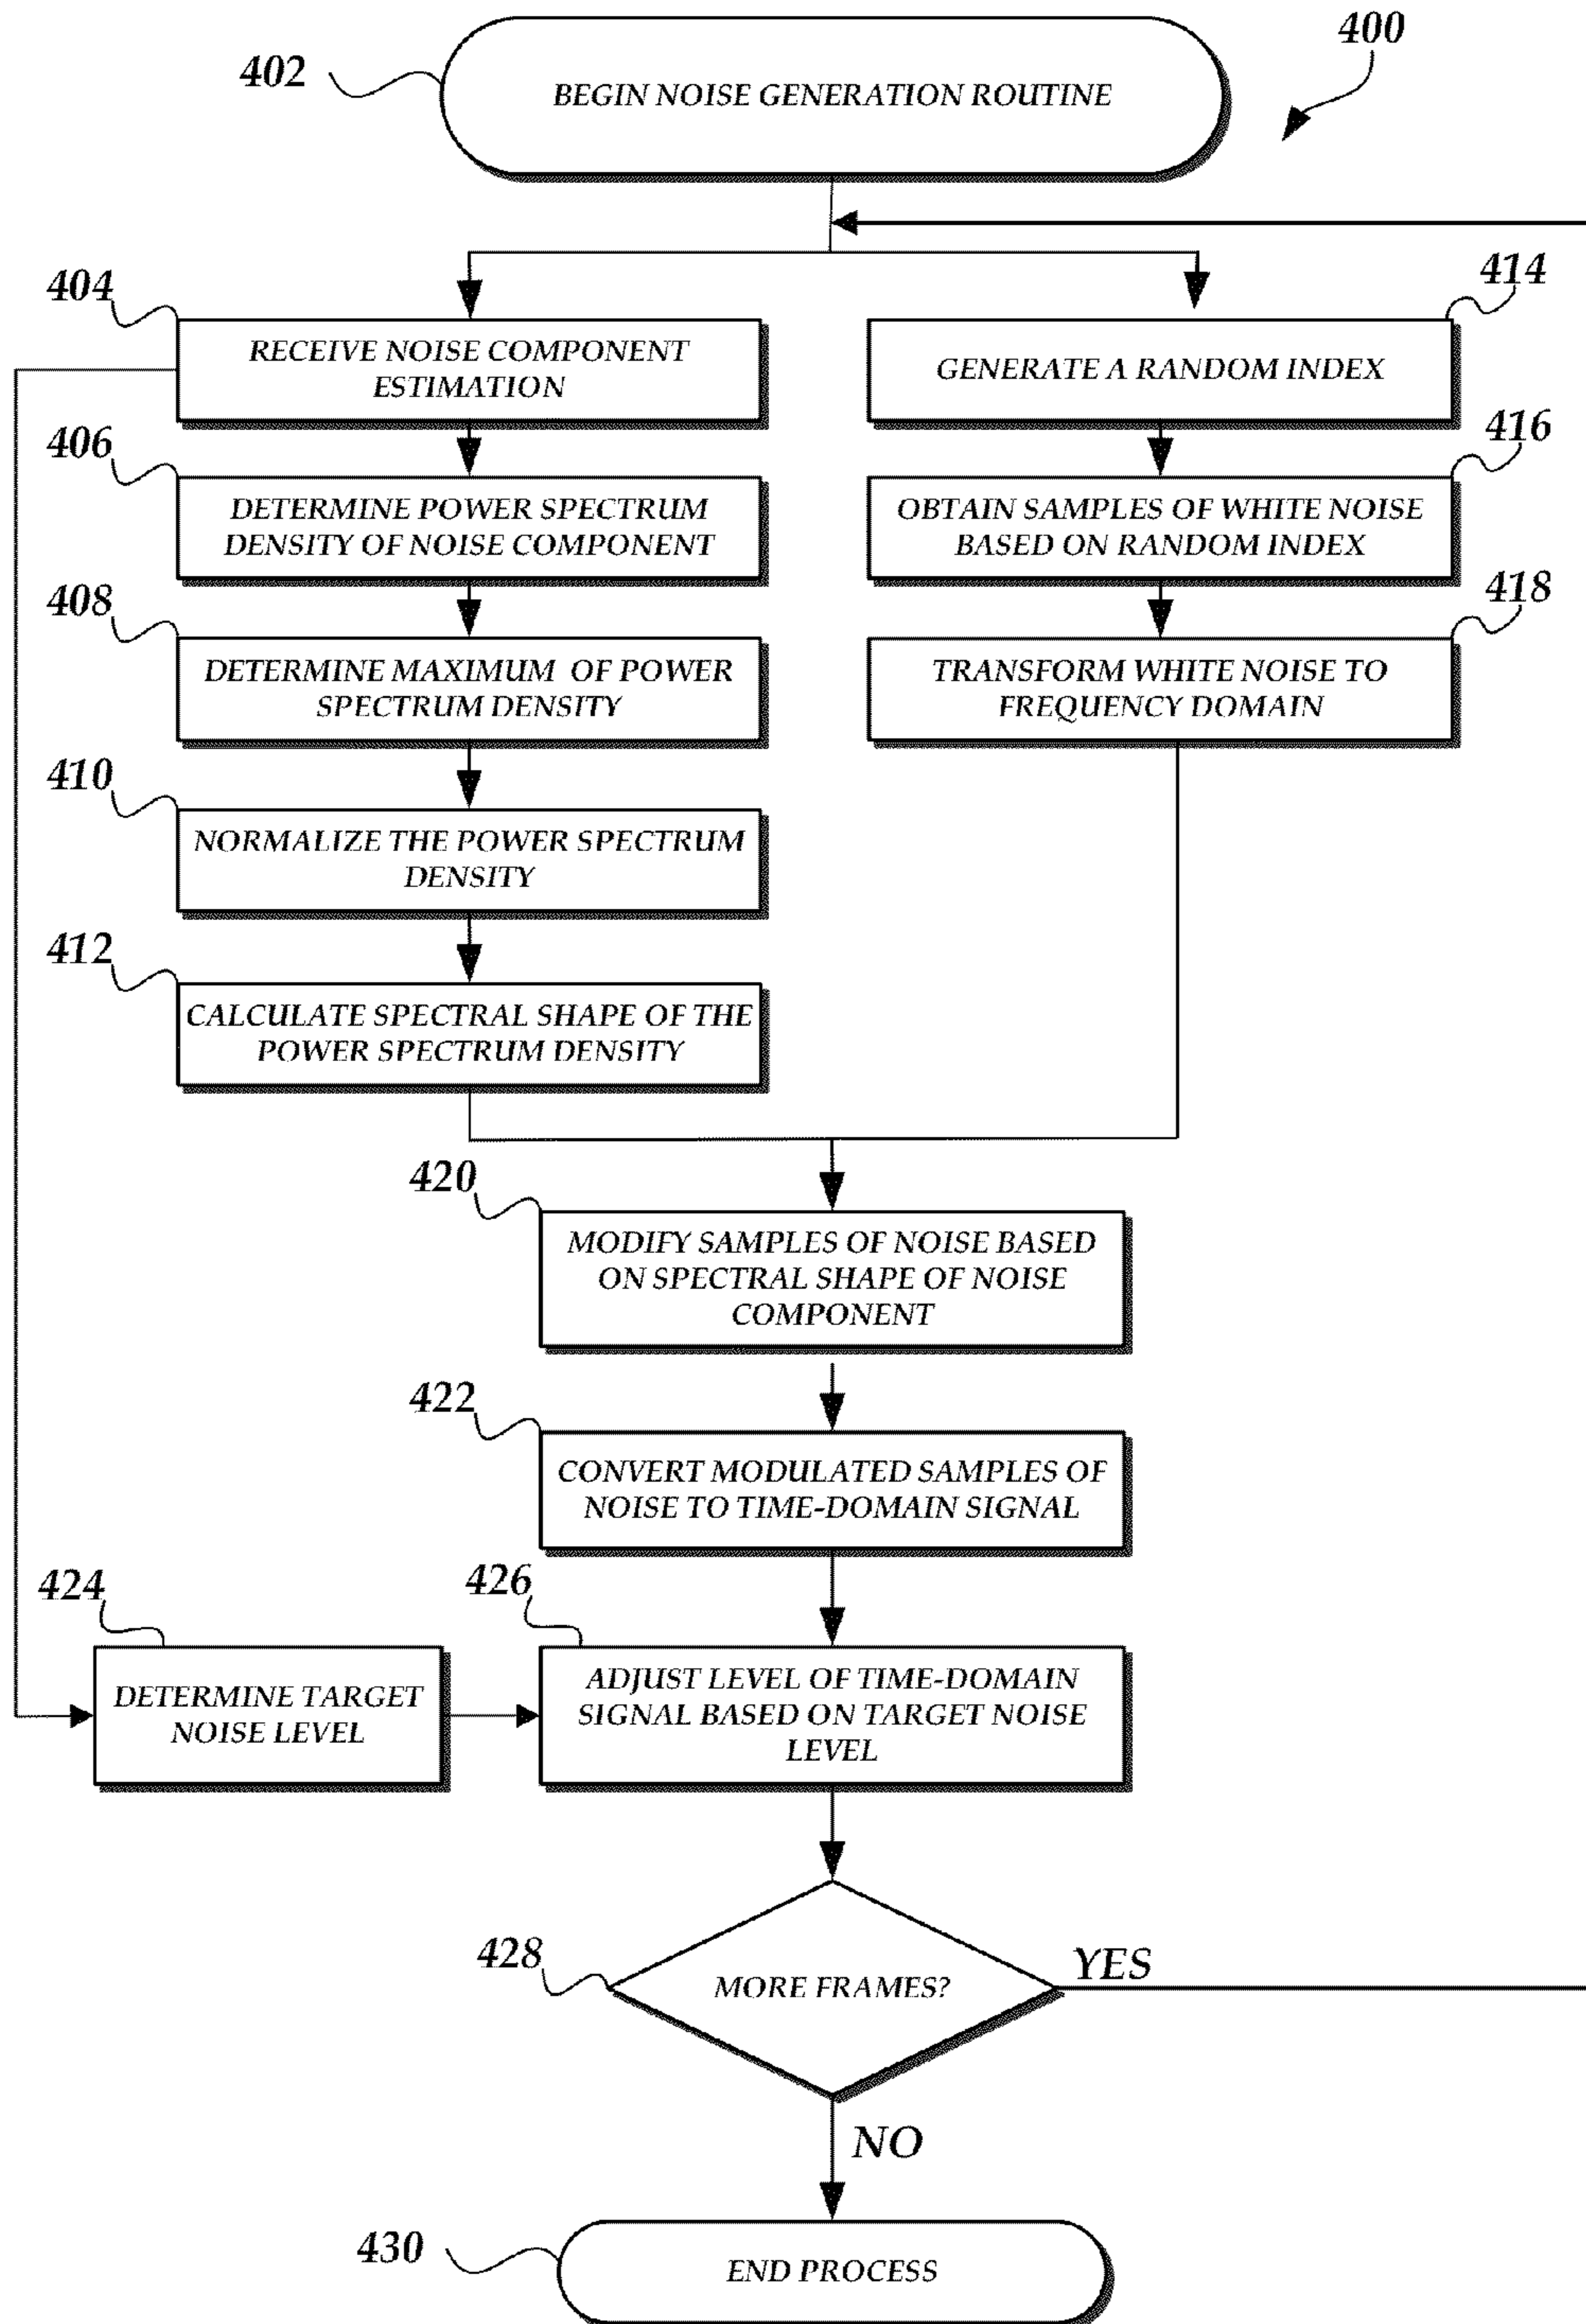 400
402
BEGIN NOISE GENERATION ROUTINE
404
RECEIVE NOISE COMPONENT
ESTIMATION
406
DETERMINE POWER SPECTRUM
DENSITY OF NOISE COMPONENT
408
DETERMINE MAXIMUM OF POWER
SPECTRUM DENSITY
410
NORMALIZE THE POWER SPECTRUM
DENSITY
412
CALCULATE SPECTRAL SHAPE OF THE
POWER SPECTRUM DENSITY
414
GENERATE A RANDOM INDEX
416
OBTAIN SAMPLES OF WHITE NOISE
BASED ON RANDOM INDEX
418
TRANSFORM WHITE NOISE TO
FREQUENCY DOMAIN
420
MODIFY SAMPLES OF NOISE BASED
ON SPECTRAL SHAPE OF NOISE
COMPONENT
422
CONVERT MODULATED SAMPLES OF
NOISE TO TIME-DOMAIN SIGNAL
424
DETERMINE TARGET
NOISE LEVEL
426
ADJUST LEVEL OF TIME-DOMAIN
SIGNAL BASED ON TARGET NOISE
LEVEL
428
MORE FRAMES?
YES
NO
430
END PROCESS